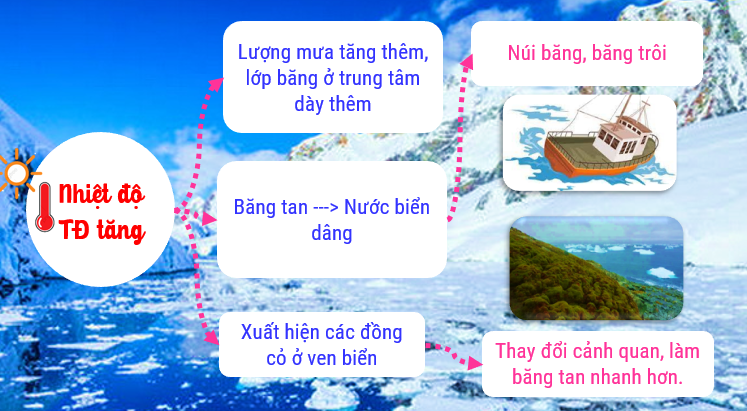 Nhiệt độ
TĐ tăng
Lượng mưa tăng thêm,
lớp băng ở trung tâm
dày thêm
Băng tan ---> Nước biển
dâng
Xuất hiện các đồng
cỏ ở ven biển
Núi băng, băng trôi
Thay đổi cảnh quan, làm
băng tan nhanh hơn.